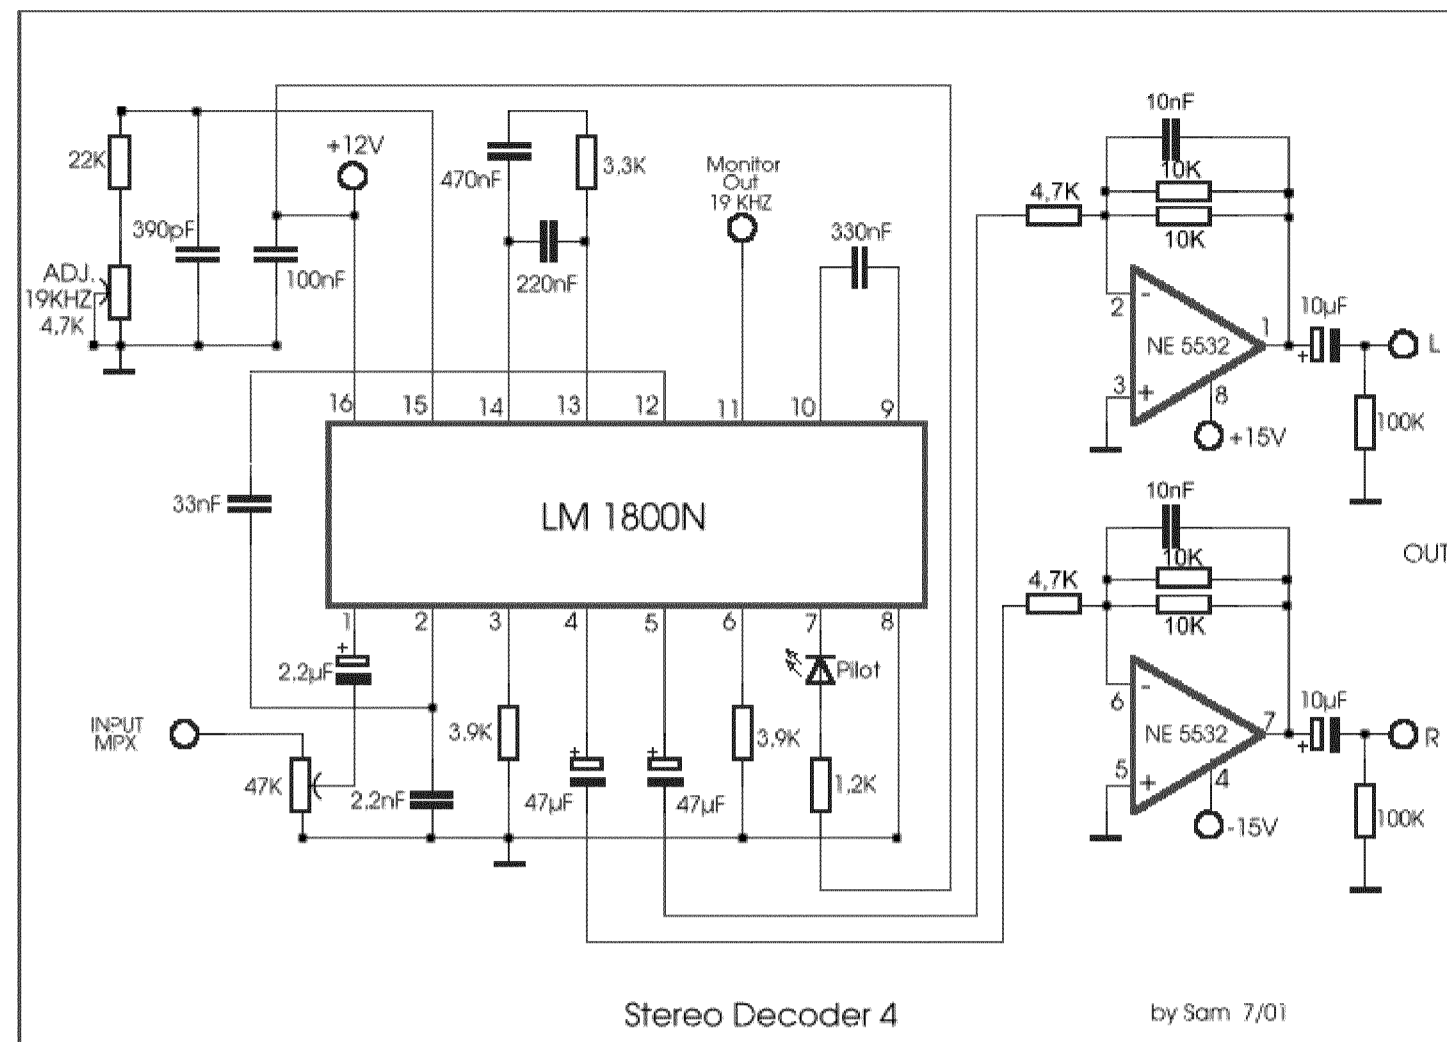 10nF
22K
+12V
470nF
3,3K
Monitor
Out
19 KHZ
10K
4,7K
10K
390pF
100nF
220nF
330nF
ADJ.
19KHZ
4,7K
2
-
NE 5532
1
10µF
+
L
3
+
8
+15V
100K
16
15
14
13
12
11
10
9
33nF
LM 1800N
10nF
OUT
10K
4,7K
10K
1
2
3
4
5
6
7
8
+
2,2µF
Pilot
INPUT
MPX
47K
2,2nF
3,9K
+
47µF
+
47µF
3,9K
1,2K
6
-
NE 5532
7
10µF
+
R
5
+
4
-15V
100K
Stereo Decoder 4
by Sam 7/01